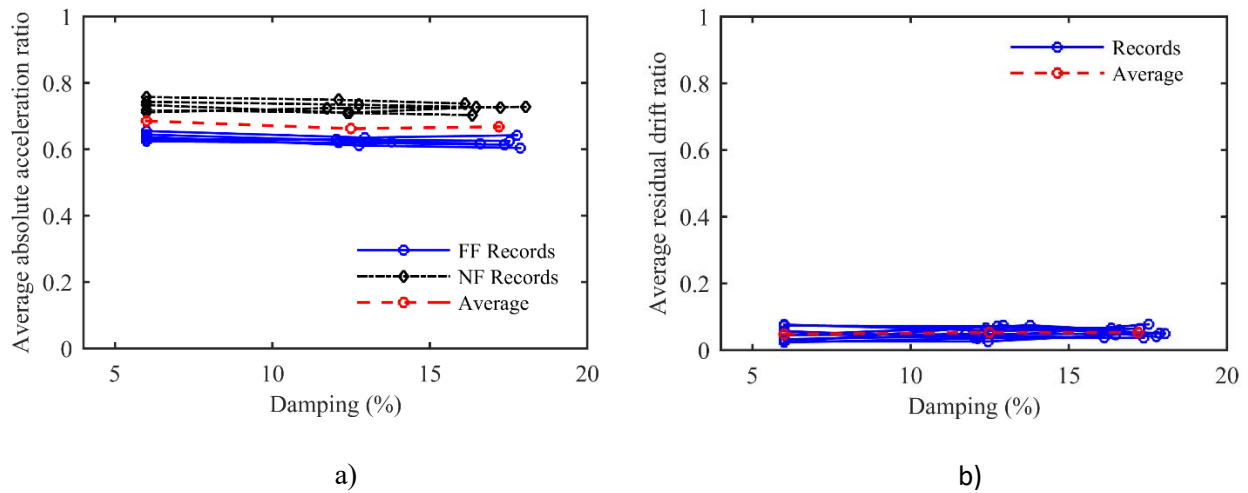 Average absolute acceleration ratio
1
0.8
0.6
0.4
0.2
0
5
10
15
20
Damping (%)
FF Records
NF Records
Average
a)
Average residual drift ratio
1
0.8
0.6
0.4
0.2
0
5
10
15
20
Damping (%)
Records
Average
b)